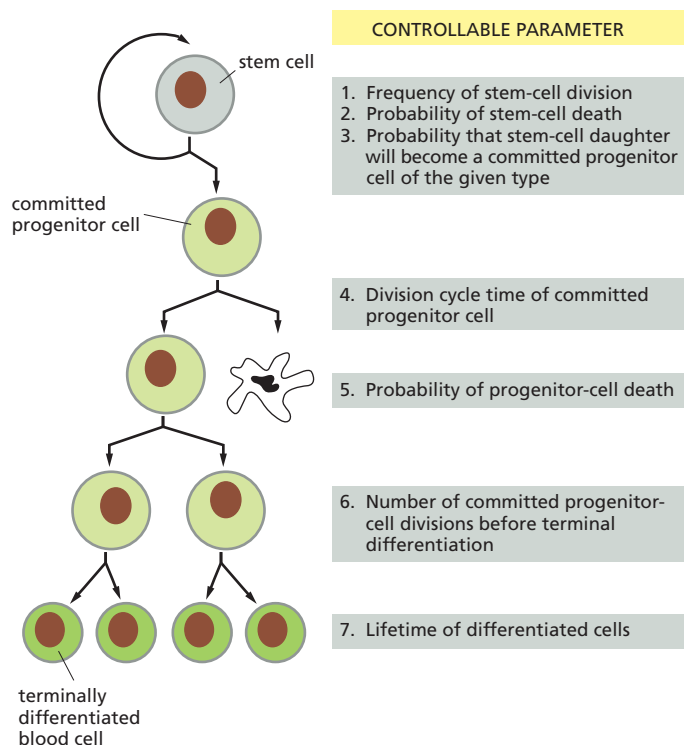 CONTROLLABLE PARAMETER
stem cell
1. Frequency of stem-cell division
2. Probability of stem-cell death
3. Probability that stem-cell daughter
will become a committed progenitor
cell of the given type
committed
progenitor cell
4. Division cycle time of committed
progenitor cell
5. Probability of progenitor-cell death
6. Number of committed progenitor-
cell divisions before terminal
differentiation
7. Lifetime of differentiated cells
terminally
differentiated
blood cell